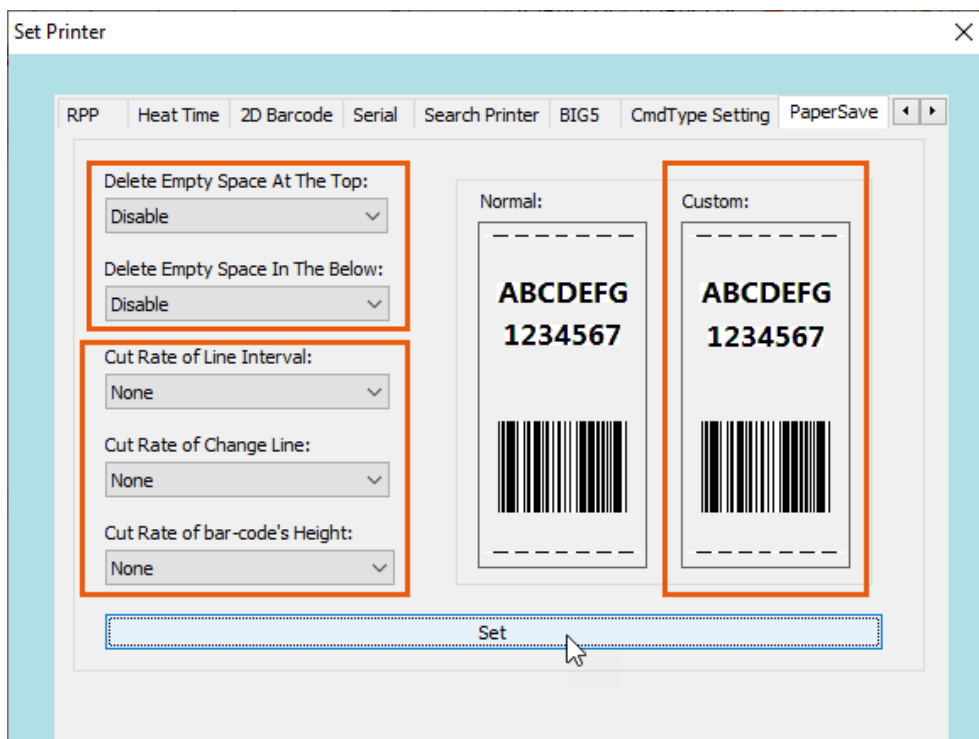 Set Printer
RPP Heat Time 2D Barcode Serial Search Printer BIG5 CmdType Setting PaperSave
Delete Empty Space At The Top:
Disable
Delete Empty Space In The Below:
Disable
Cut Rate of Line Interval:
None
Cut Rate of Change Line:
None
Cut Rate of bar-code's Height:
None
Normal:
ABCDEFG
1234567
Custom:
ABCDEFG
1234567
Set